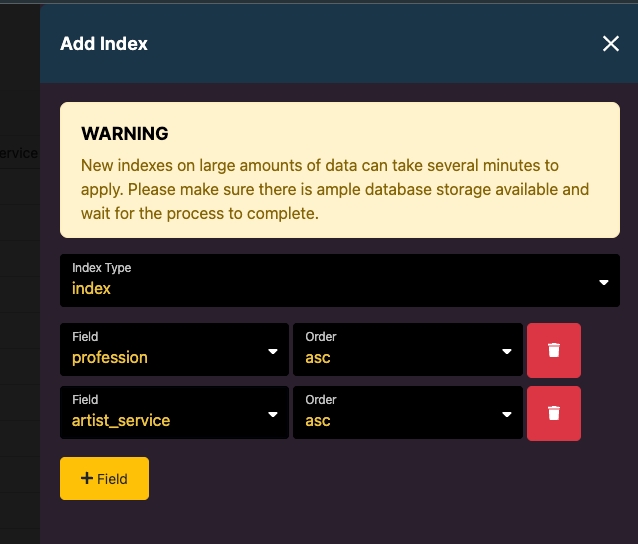 Add Index
ervice
WARNING
New indexes on large amounts of data can take several minutes to
apply. Please make sure there is ample database storage available and
wait for the process to complete.
Index Type
index
Field
profession
Order
asc
Field
artist_service
Order
asc
+ Field